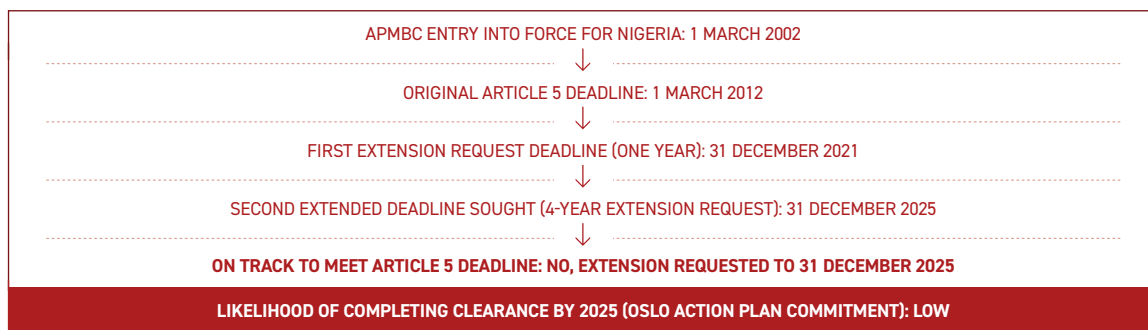 APMBC ENTRY INTO FORCE FOR NIGERIA: 1 MARCH 2002
ORIGINAL ARTICLE 5 DEADLINE: 1 MARCH 2012
FIRST EXTENSION REQUEST DEADLINE (ONE YEAR): 31 DECEMBER 2021
SECOND EXTENDED DEADLINE SOUGHT (4-YEAR EXTENSION REQUEST): 31 DECEMBER 2025
ON TRACK TO MEET ARTICLE 5 DEADLINE: NO, EXTENSION REQUESTED TO 31 DECEMBER 2025
LIKELIHOOD OF COMPLETING CLEARANCE BY 2025 (OSLO ACTION PLAN COMMITMENT): LOW